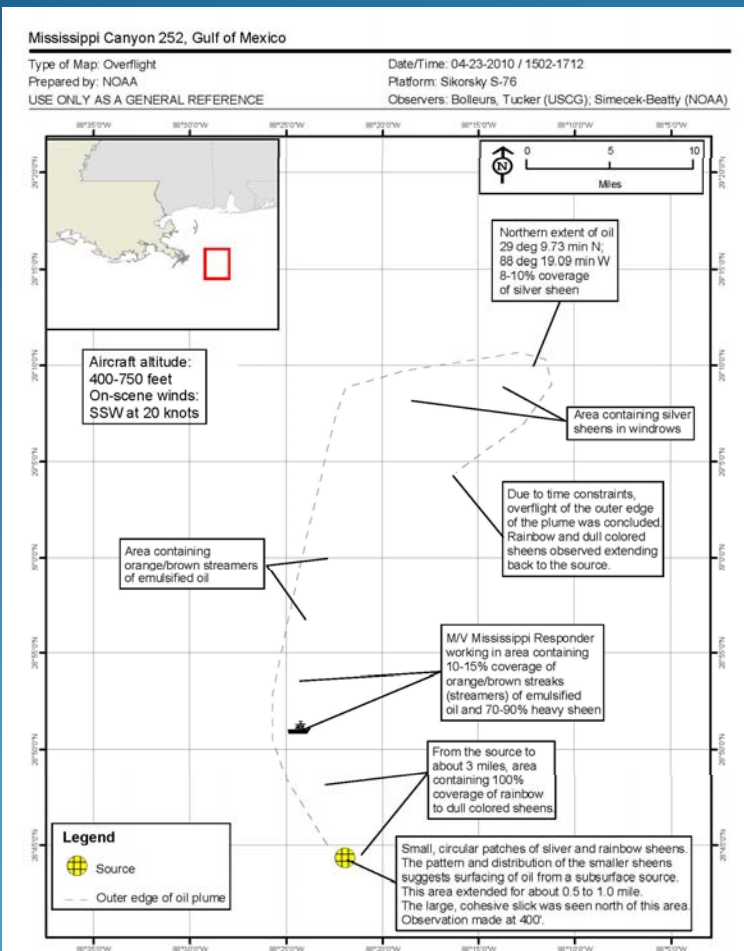 Mississippi Canyon 252, Gulf of Mexico
Type of Map: Overflight
Prepared by: NOAA
USE ONLY AS A GENERAL REFERENCE
Date/Time: 04-23-2010 / 1502-1712
Platform: Sikorsky S-76
Observers: Bolleurs, Tucker (USCG); Simecek-Beatty (NOAA)
N
0 5 10
Miles
Northern extent of oil
29 deg 9.73 min N;
88 deg 19.09 min W
8-10% coverage
of silver sheen
Aircraft altitude:
400-750 feet
On-scene winds:
SSW at 20 knots
Area containing silver
sheens in windrows
Due to time constraints,
overflight of the outer edge
of the plume was concluded.
Rainbow and dull colored
sheens observed extending
back to the source.
Area containing
orange/brown streamers
of emulsified oil
M/V Mississippi Responder
working in area containing
10-15% coverage of
orange/brown streaks
(streamers) of emulsified
oil and 70-90% heavy sheen
From the source to
about 3 miles, area
containing 100%
coverage of rainbow
to dull colored sheens.
Small, circular patches of sliver and rainbow sheens.
The pattern and distribution of the smaller sheens
suggests surfacing of oil from a subsurface source.
This area extended for about 0.5 to 1.0 mile.
The large, cohesive slick was seen north of this area.
Observation made at 400'.
Legend
Source
Outer edge of oil plume